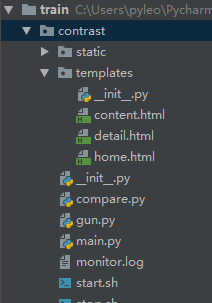 train C:\Users\pyleo\Pycharm
contrast
static
templates
__init__.py
content.html
detail.html
home.html
__init__.py
compare.py
gun.py
main.py
monitor.log
start.sh